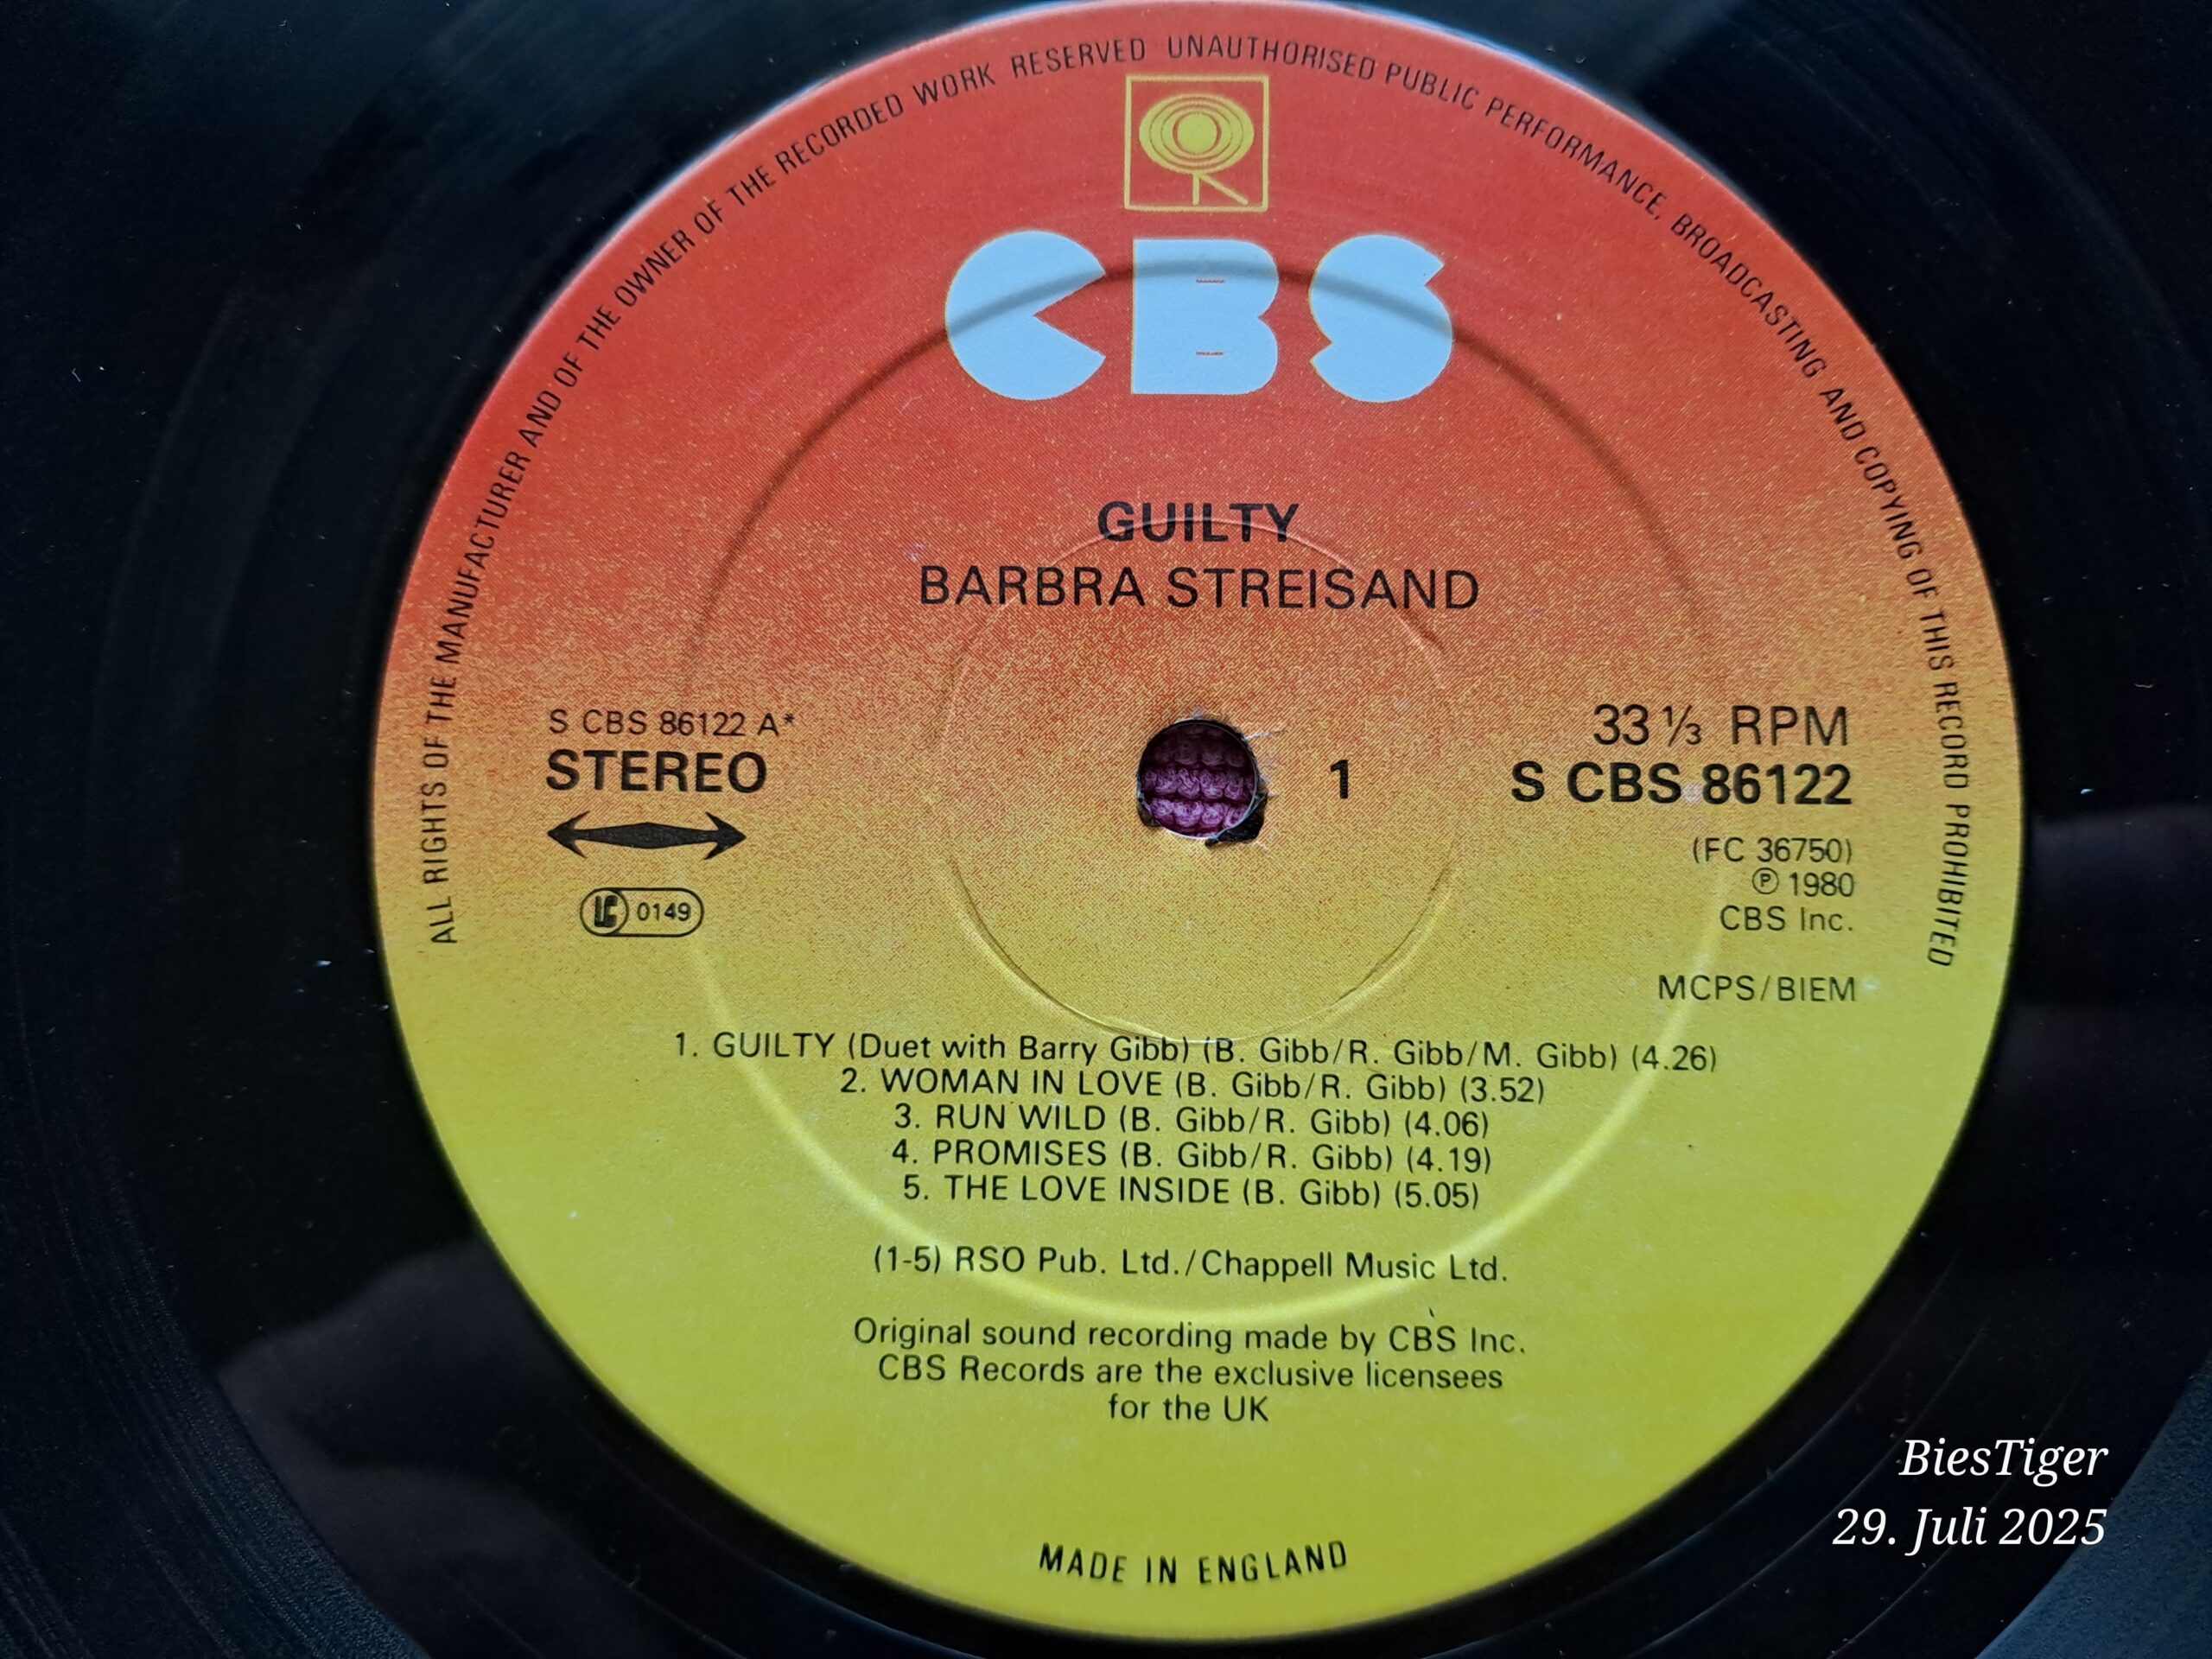 ALL RIGHTS OF THE MANUFACTURER AND OF THE OWNER OF THE RECORDED WORK RESERVED UNAUTHORISED PUBLIC PERFORMANCE, BROADCASTING AND COPYING OF THIS RECORD PROHIBITED
CBS
GUILTY
BARBRA STREISAND
S CBS 86122 A*
STEREO
LC 0149
1
33 ⅓ RPM
S CBS 86122
(FC 36750)
℗ 1980
CBS Inc.
MCPS/BIEM
1. GUILTY (Duet with Barry Gibb) (B. Gibb/R. Gibb/M. Gibb) (4.26)
2. WOMAN IN LOVE (B. Gibb/R. Gibb) (3.52)
3. RUN WILD (B. Gibb/R. Gibb) (4.06)
4. PROMISES (B. Gibb/R. Gibb) (4.19)
5. THE LOVE INSIDE (B. Gibb) (5.05)
(1-5) RSO Pub. Ltd./Chappell Music Ltd.
Original sound recording made by CBS Inc.
CBS Records are the exclusive licensees
for the UK
MADE IN ENGLAND
BiesTiger
29. Juli 2025